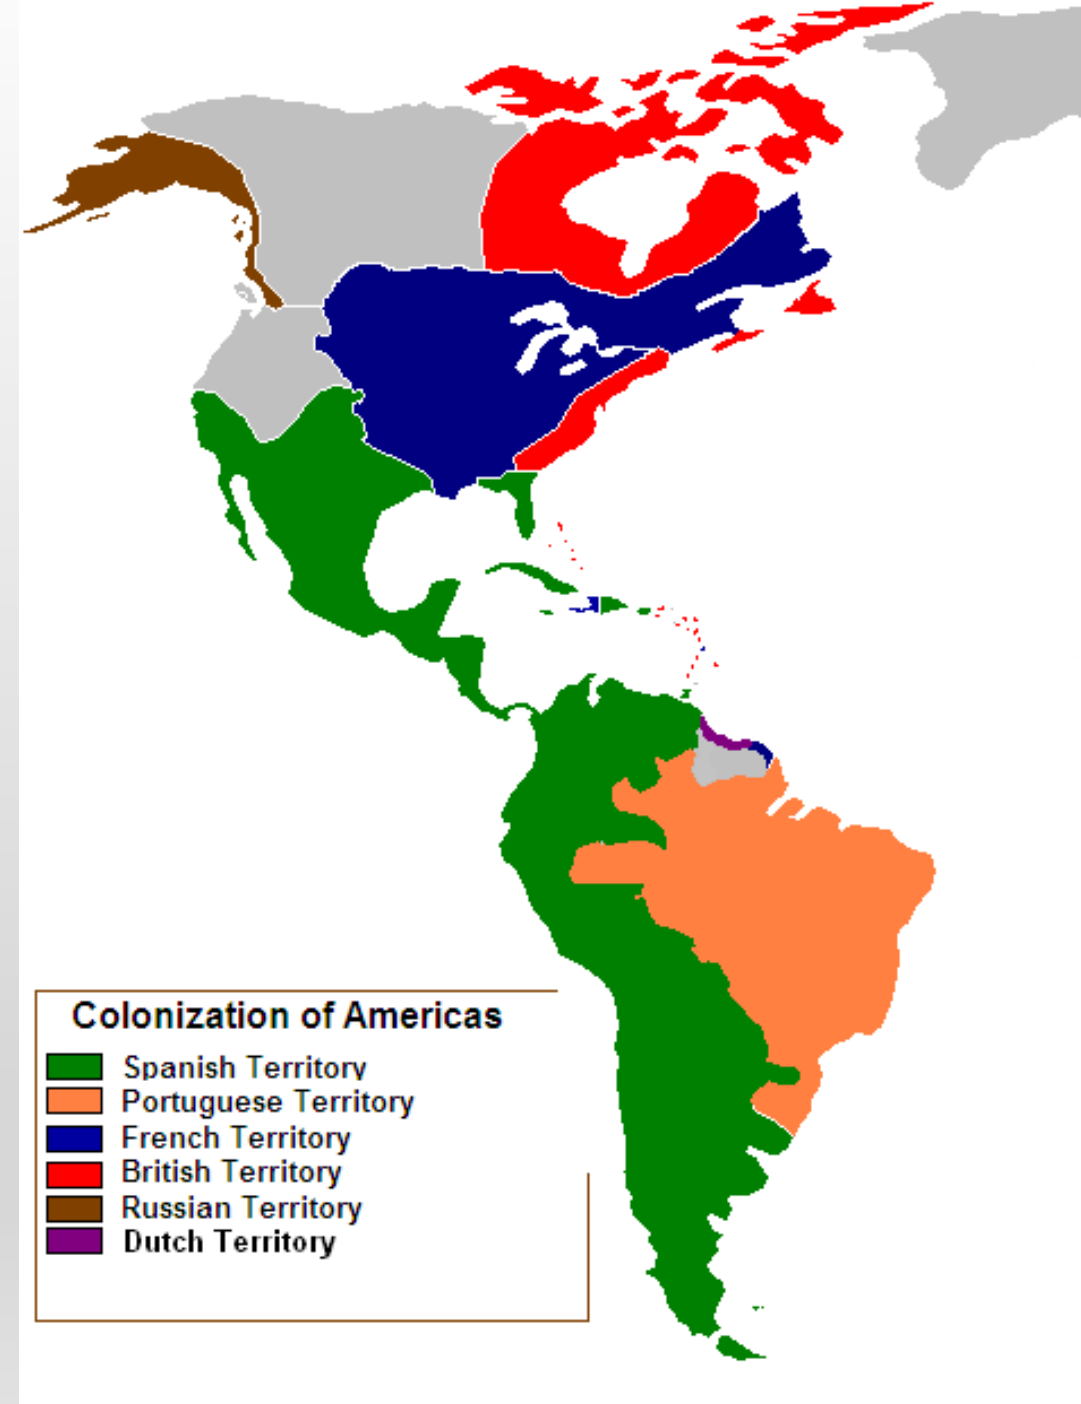 Colonization of Americas
Spanish Territory
Portuguese Territory
French Territory
British Territory
Russian Territory
Dutch Territory